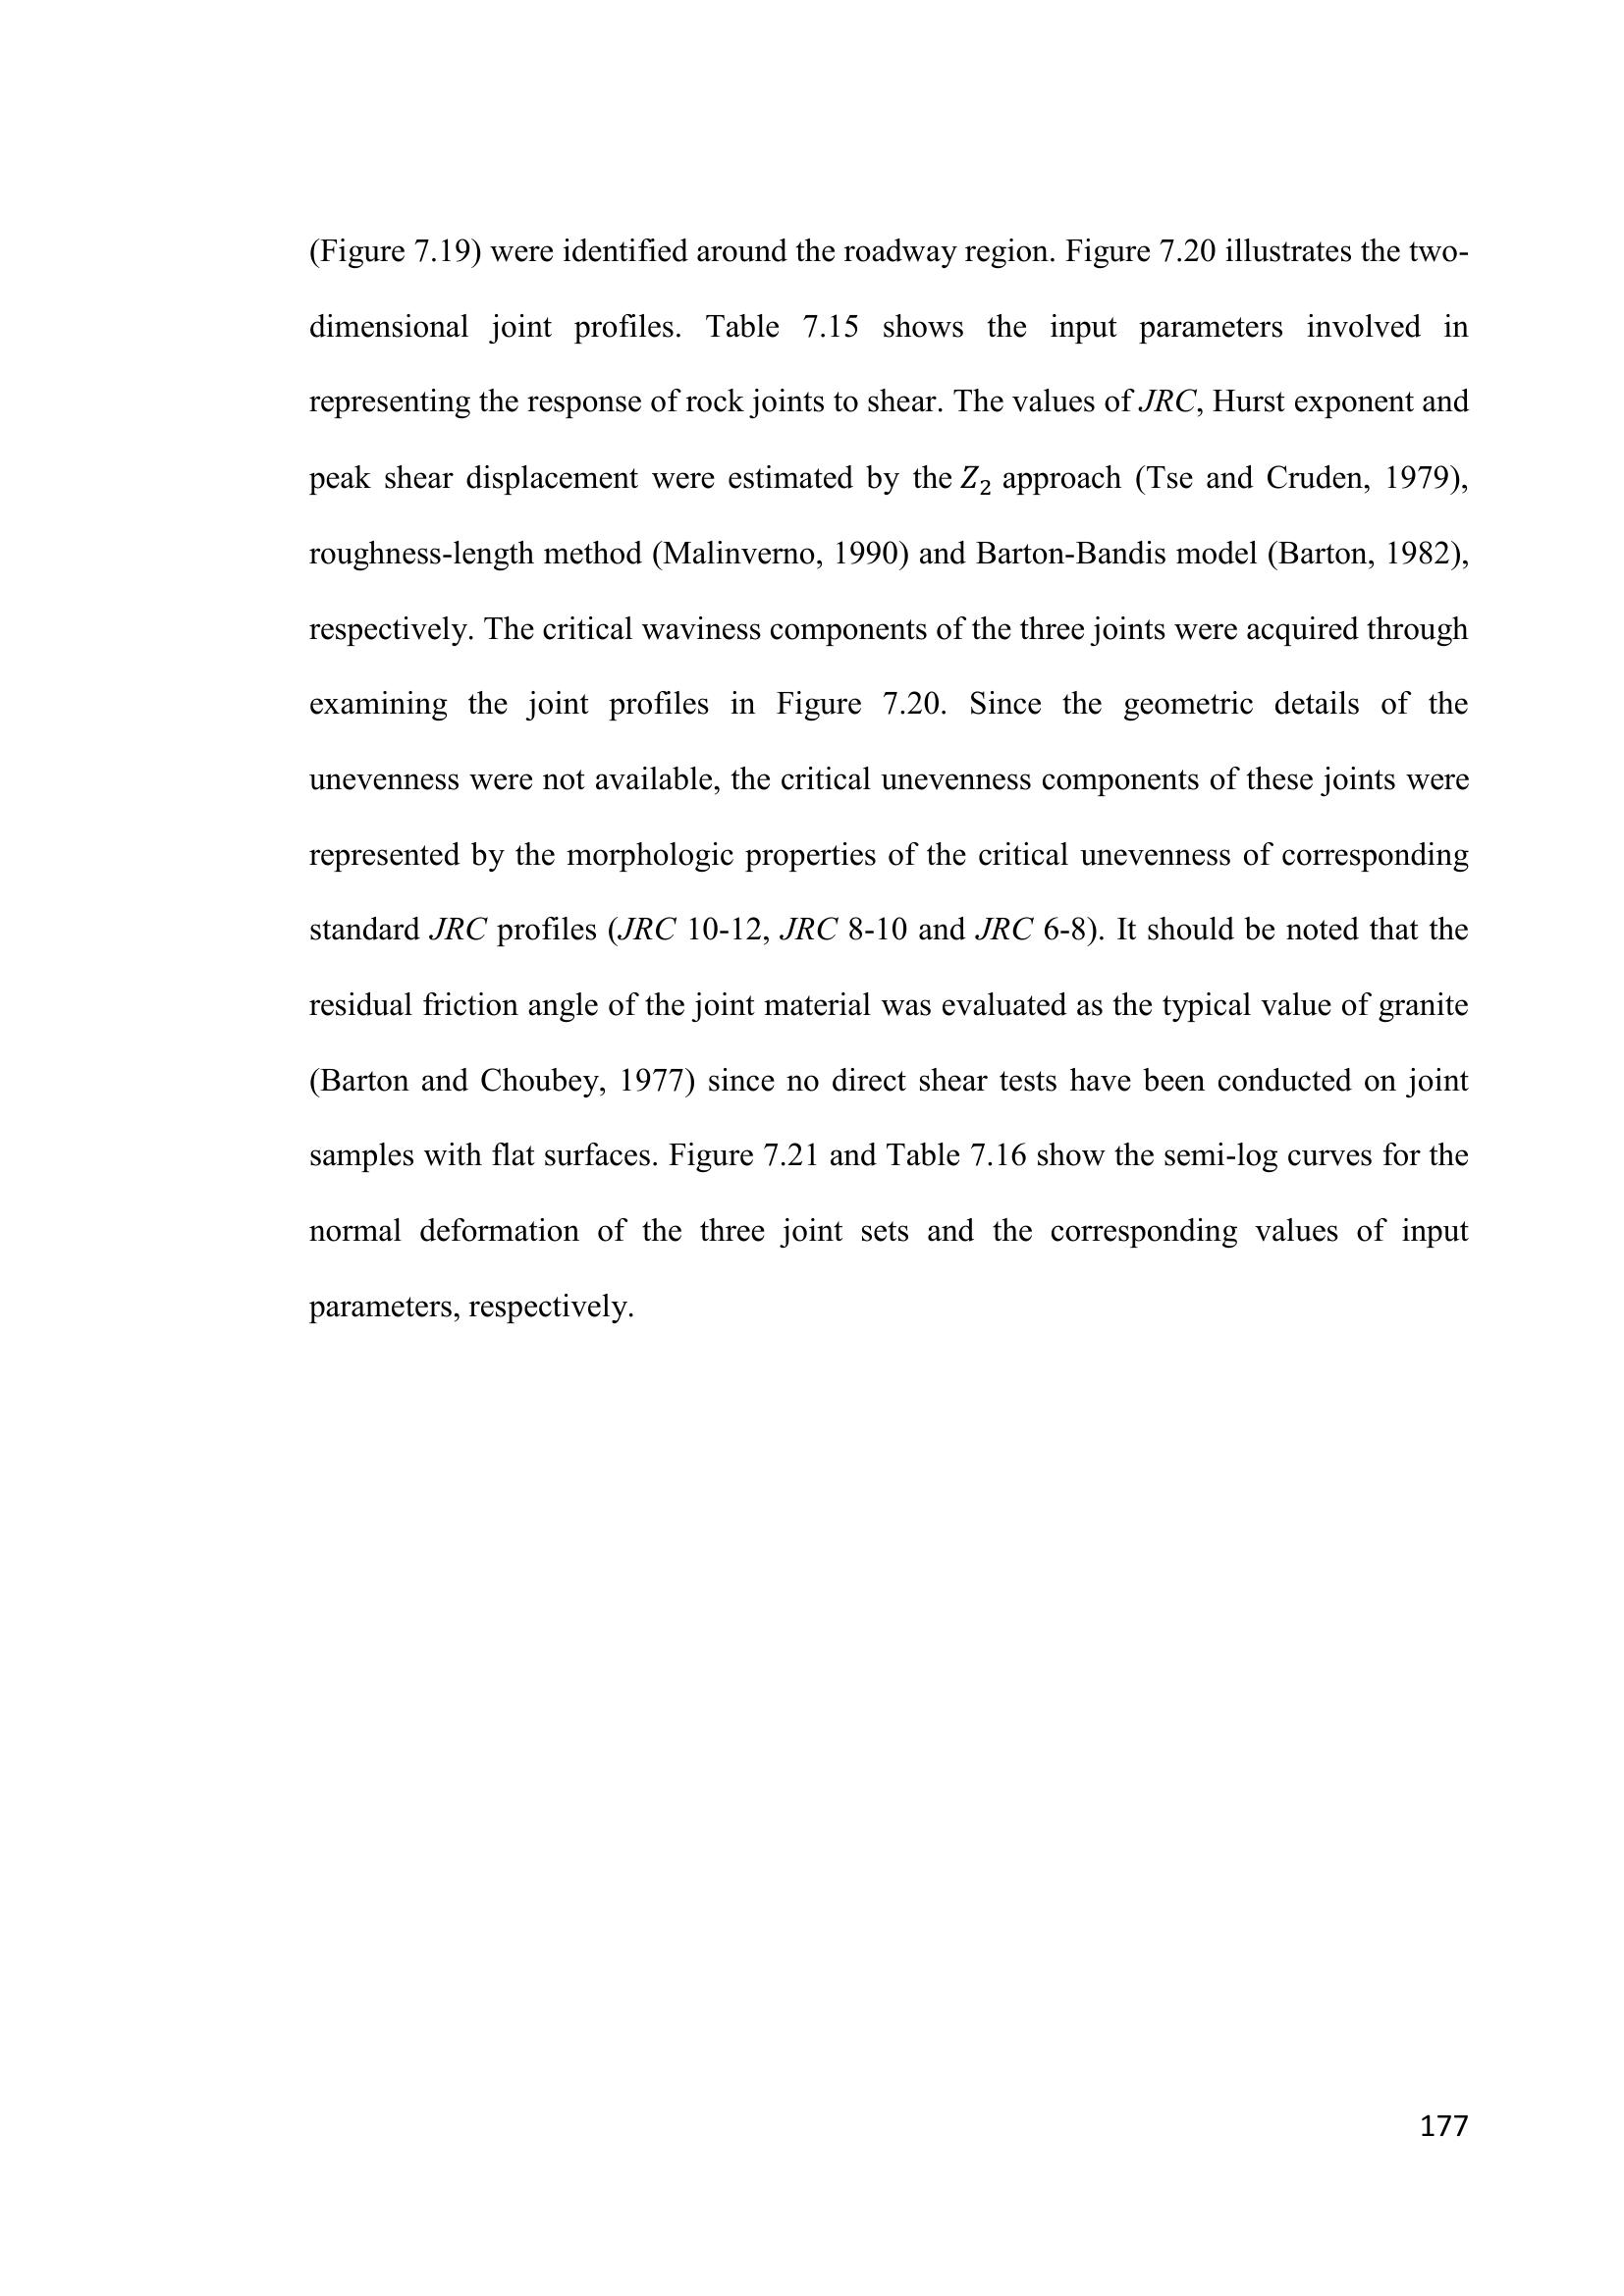 (Figure 7.19) were identified around the roadway region. Figure 7.20 illustrates the two-
dimensional joint profiles. Table 7.15 shows the input parameters involved in
representing the response of rock joints to shear. The values of JRC, Hurst exponent and
peak shear displacement were estimated by the Z₂ approach (Tse and Cruden, 1979),
roughness-length method (Malinverno, 1990) and Barton-Bandis model (Barton, 1982),
respectively. The critical waviness components of the three joints were acquired through
examining the joint profiles in Figure 7.20. Since the geometric details of the
unevenness were not available, the critical unevenness components of these joints were
represented by the morphologic properties of the critical unevenness of corresponding
standard JRC profiles (JRC 10-12, JRC 8-10 and JRC 6-8). It should be noted that the
residual friction angle of the joint material was evaluated as the typical value of granite
(Barton and Choubey, 1977) since no direct shear tests have been conducted on joint
samples with flat surfaces. Figure 7.21 and Table 7.16 show the semi-log curves for the
normal deformation of the three joint sets and the corresponding values of input
parameters, respectively.
177